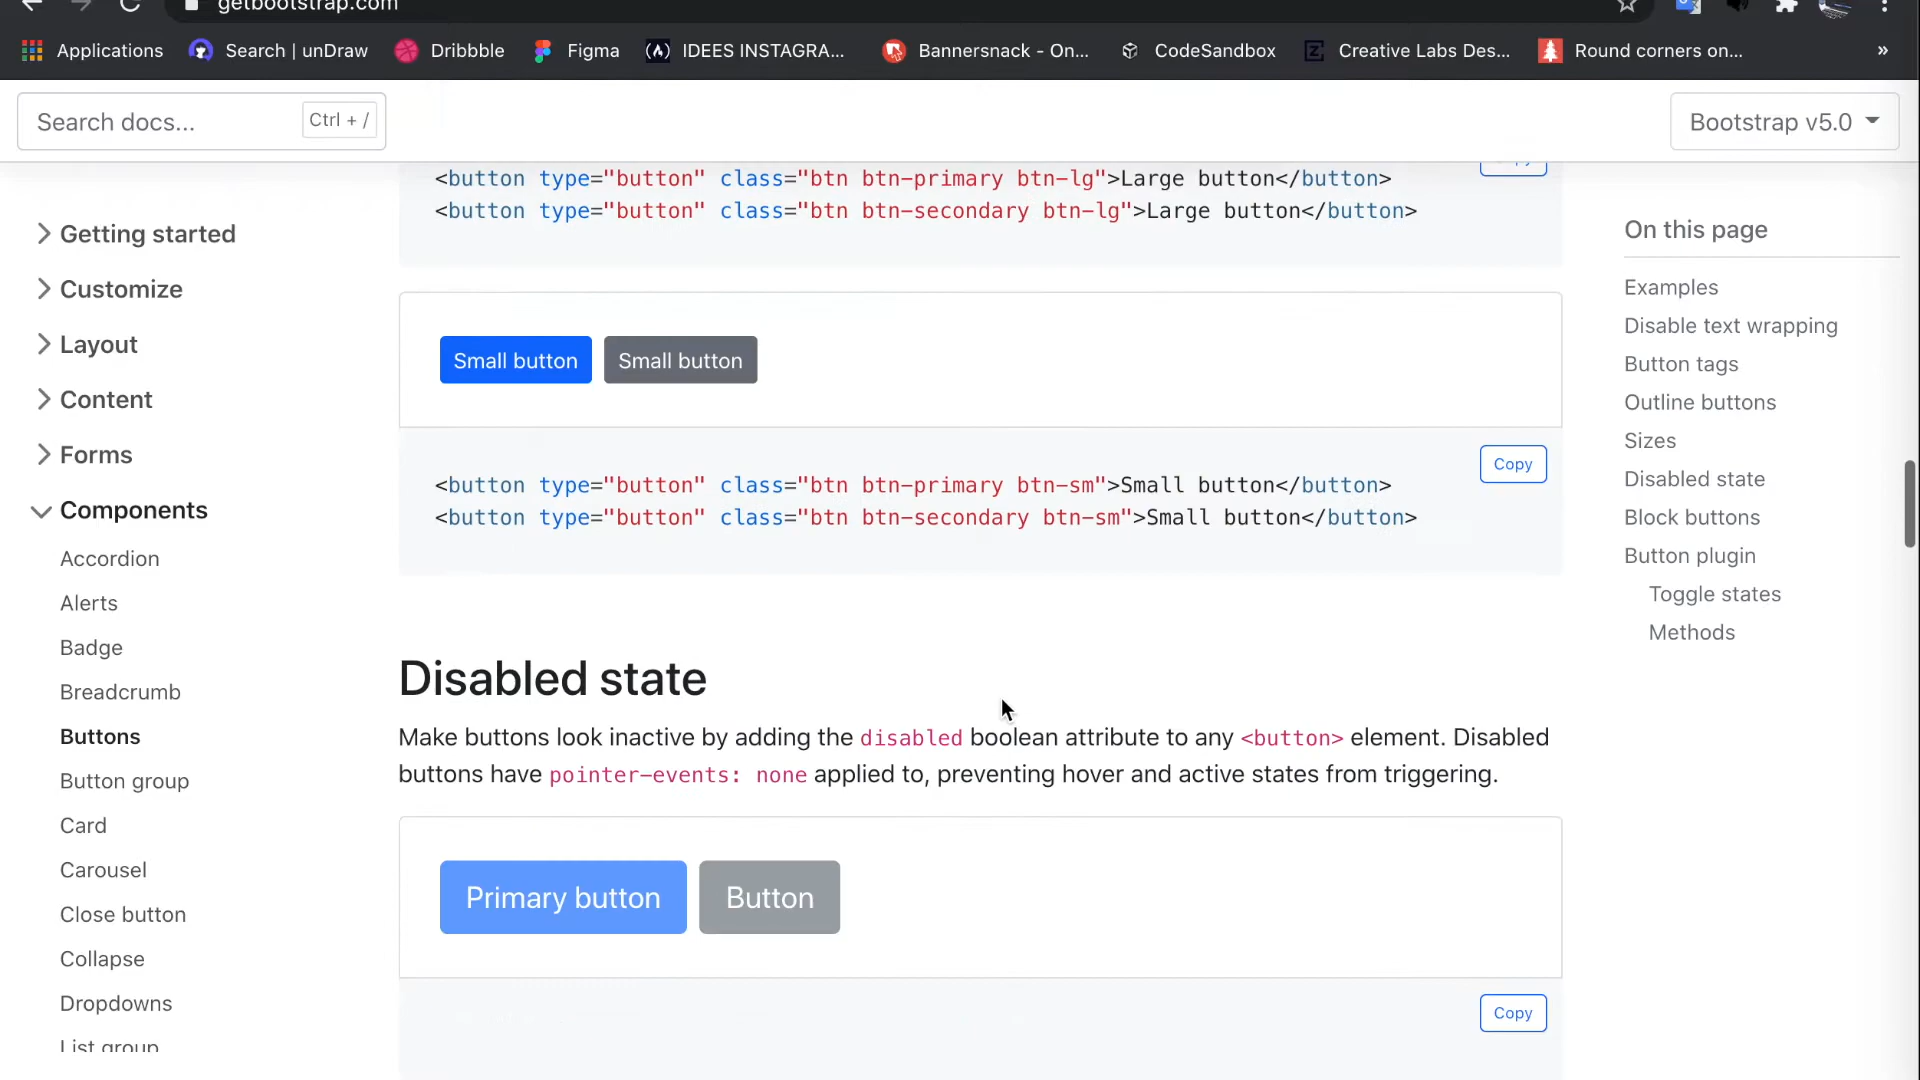 getbootstrap.com
Applications
Search | unDraw
Dribbble
Figma
IDEES INSTAGRA...
Bannersnack - On...
CodeSandbox
Creative Labs Des...
Round corners on...
»
Search docs...
Ctrl + /
Bootstrap v5.0
Getting started
Customize
Layout
Content
Forms
Components
Accordion
Alerts
Badge
Breadcrumb
Buttons
Button group
Card
Carousel
Close button
Collapse
Dropdowns
List group
Copy
<button type="button" class="btn btn-primary btn-lg">Large button</button>
<button type="button" class="btn btn-secondary btn-lg">Large button</button>
Small button
Small button
Copy
<button type="button" class="btn btn-primary btn-sm">Small button</button>
<button type="button" class="btn btn-secondary btn-sm">Small button</button>
Disabled state
Make buttons look inactive by adding the disabled boolean attribute to any <button> element. Disabled
buttons have pointer-events: none applied to, preventing hover and active states from triggering.
Primary button
Button
Copy
On this page
Examples
Disable text wrapping
Button tags
Outline buttons
Sizes
Disabled state
Block buttons
Button plugin
Toggle states
Methods